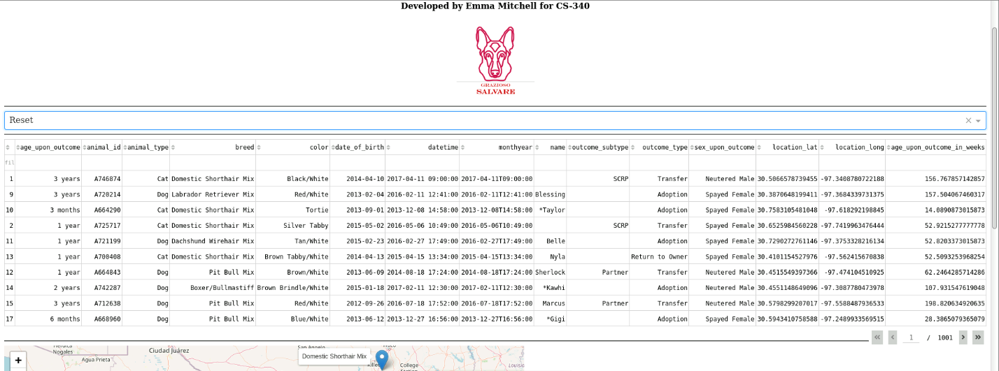 Developed by Emma Mitchell for CS-340
GRAZIOSO
SALVARE
Reset
age_upon_outcome animal_id animal_type breed color date_of_birth datetime monthyear name outcome_subtype outcome_type sex_upon_outcome location_lat location_long age_upon_outcome_in_weeks
fil
1 3 years A746874 Cat Domestic Shorthair Mix Black/White 2014-04-10 2017-04-11 09:00:00 2017-04-11T09:00:00 SCRP Transfer Neutered Male 30.5066578739455 -97.3408780722188 156.767857142857
9 3 years A720214 Dog Labrador Retriever Mix Red/White 2013-02-04 2016-02-11 12:41:00 2016-02-11T12:41:00 Blessing Adoption Spayed Female 30.3870648199411 -97.3684339731375 157.504067460317
10 3 months A664290 Cat Domestic Shorthair Mix Tortie 2013-09-01 2013-12-08 14:58:00 2013-12-08T14:58:00 *Taylor Adoption Spayed Female 30.7583105481048 -97.618292198845 14.0890873015873
2 1 year A725717 Cat Domestic Shorthair Mix Silver Tabby 2015-05-02 2016-05-06 10:49:00 2016-05-06T10:49:00 SCRP Transfer Spayed Female 30.6525984560228 -97.7419963476444 52.9215277777778
11 1 year A721199 Dog Dachshund Wirehair Mix Tan/White 2015-02-23 2016-02-27 17:49:00 2016-02-27T17:49:00 Belle Adoption Spayed Female 30.7290272761146 -97.3753328216134 52.8203373015873
13 1 year A700408 Cat Domestic Shorthair Mix Brown Tabby/White 2014-04-13 2015-04-15 13:34:00 2015-04-15T13:34:00 Nyla Return to Owner Spayed Female 30.4101154527976 -97.562415670838 52.5093253968254
12 1 year A664843 Dog Pit Bull Mix Brown/White 2013-06-09 2014-08-18 17:24:00 2014-08-18T17:24:00 Sherlock Partner Transfer Neutered Male 30.4515549397366 -97.474104510925 62.2464285714286
14 2 years A742287 Dog Boxer/Bullmastiff Brown Brindle/White 2015-01-18 2017-02-11 12:30:00 2017-02-11T12:30:00 *Kawhi Adoption Neutered Male 30.4551148649096 -97.3087780473978 107.931547619048
15 3 years A712638 Dog Pit Bull Mix Red/White 2012-09-26 2016-07-18 17:52:00 2016-07-18T17:52:00 Marcus Partner Transfer Neutered Male 30.5798299207017 -97.5588487936533 198.820634920635
17 6 months A668960 Dog Pit Bull Mix Blue/White 2013-06-12 2013-12-27 16:56:00 2013-12-27T16:56:00 *Gigi Adoption Spayed Female 30.5943410758588 -97.2489933569515 28.3865079365079
1 / 1001
+
Nogales
Agua Prieta
Ciudad Juárez
San Angelo
Domestic Shorthair Mix
Waco
College